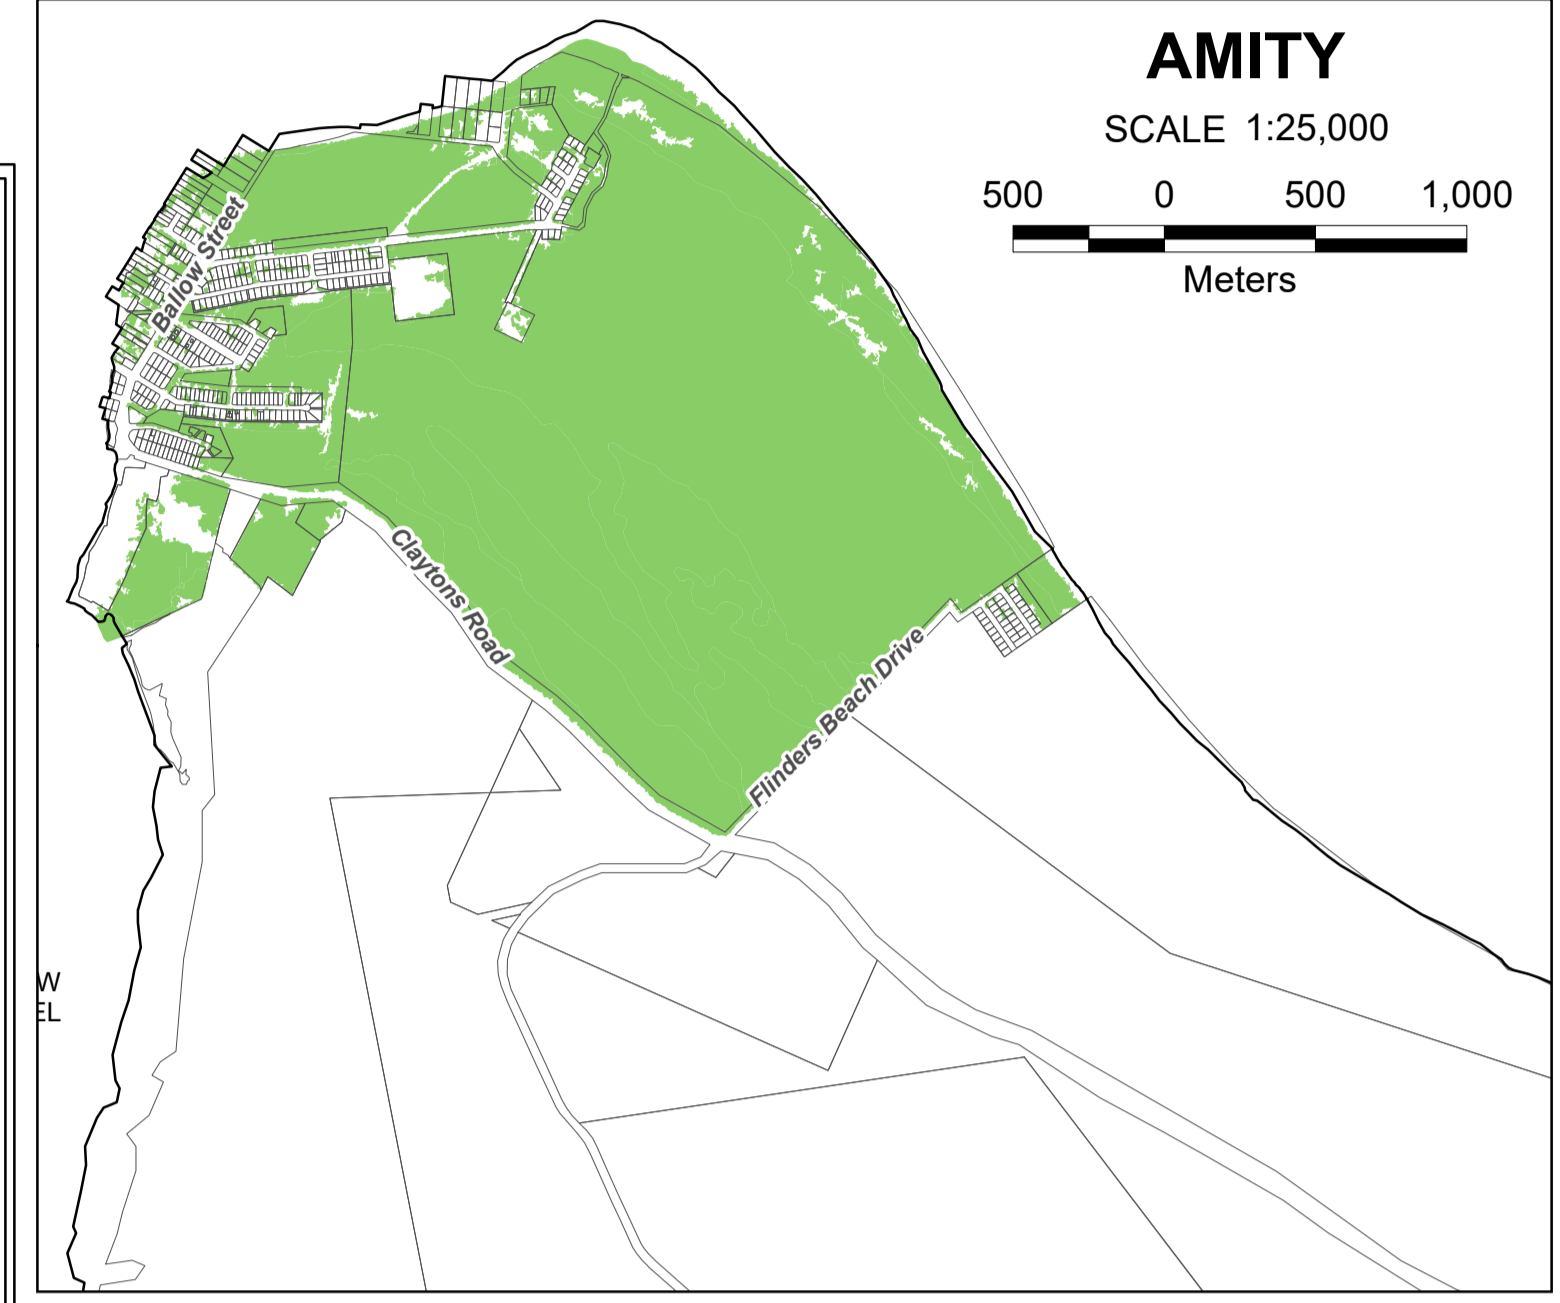 AMITY
SCALE 1:25,000
500 0 500 1,000
Meters
Ballow Street
Claytons Road
Flinders Beach Drive
W
EL